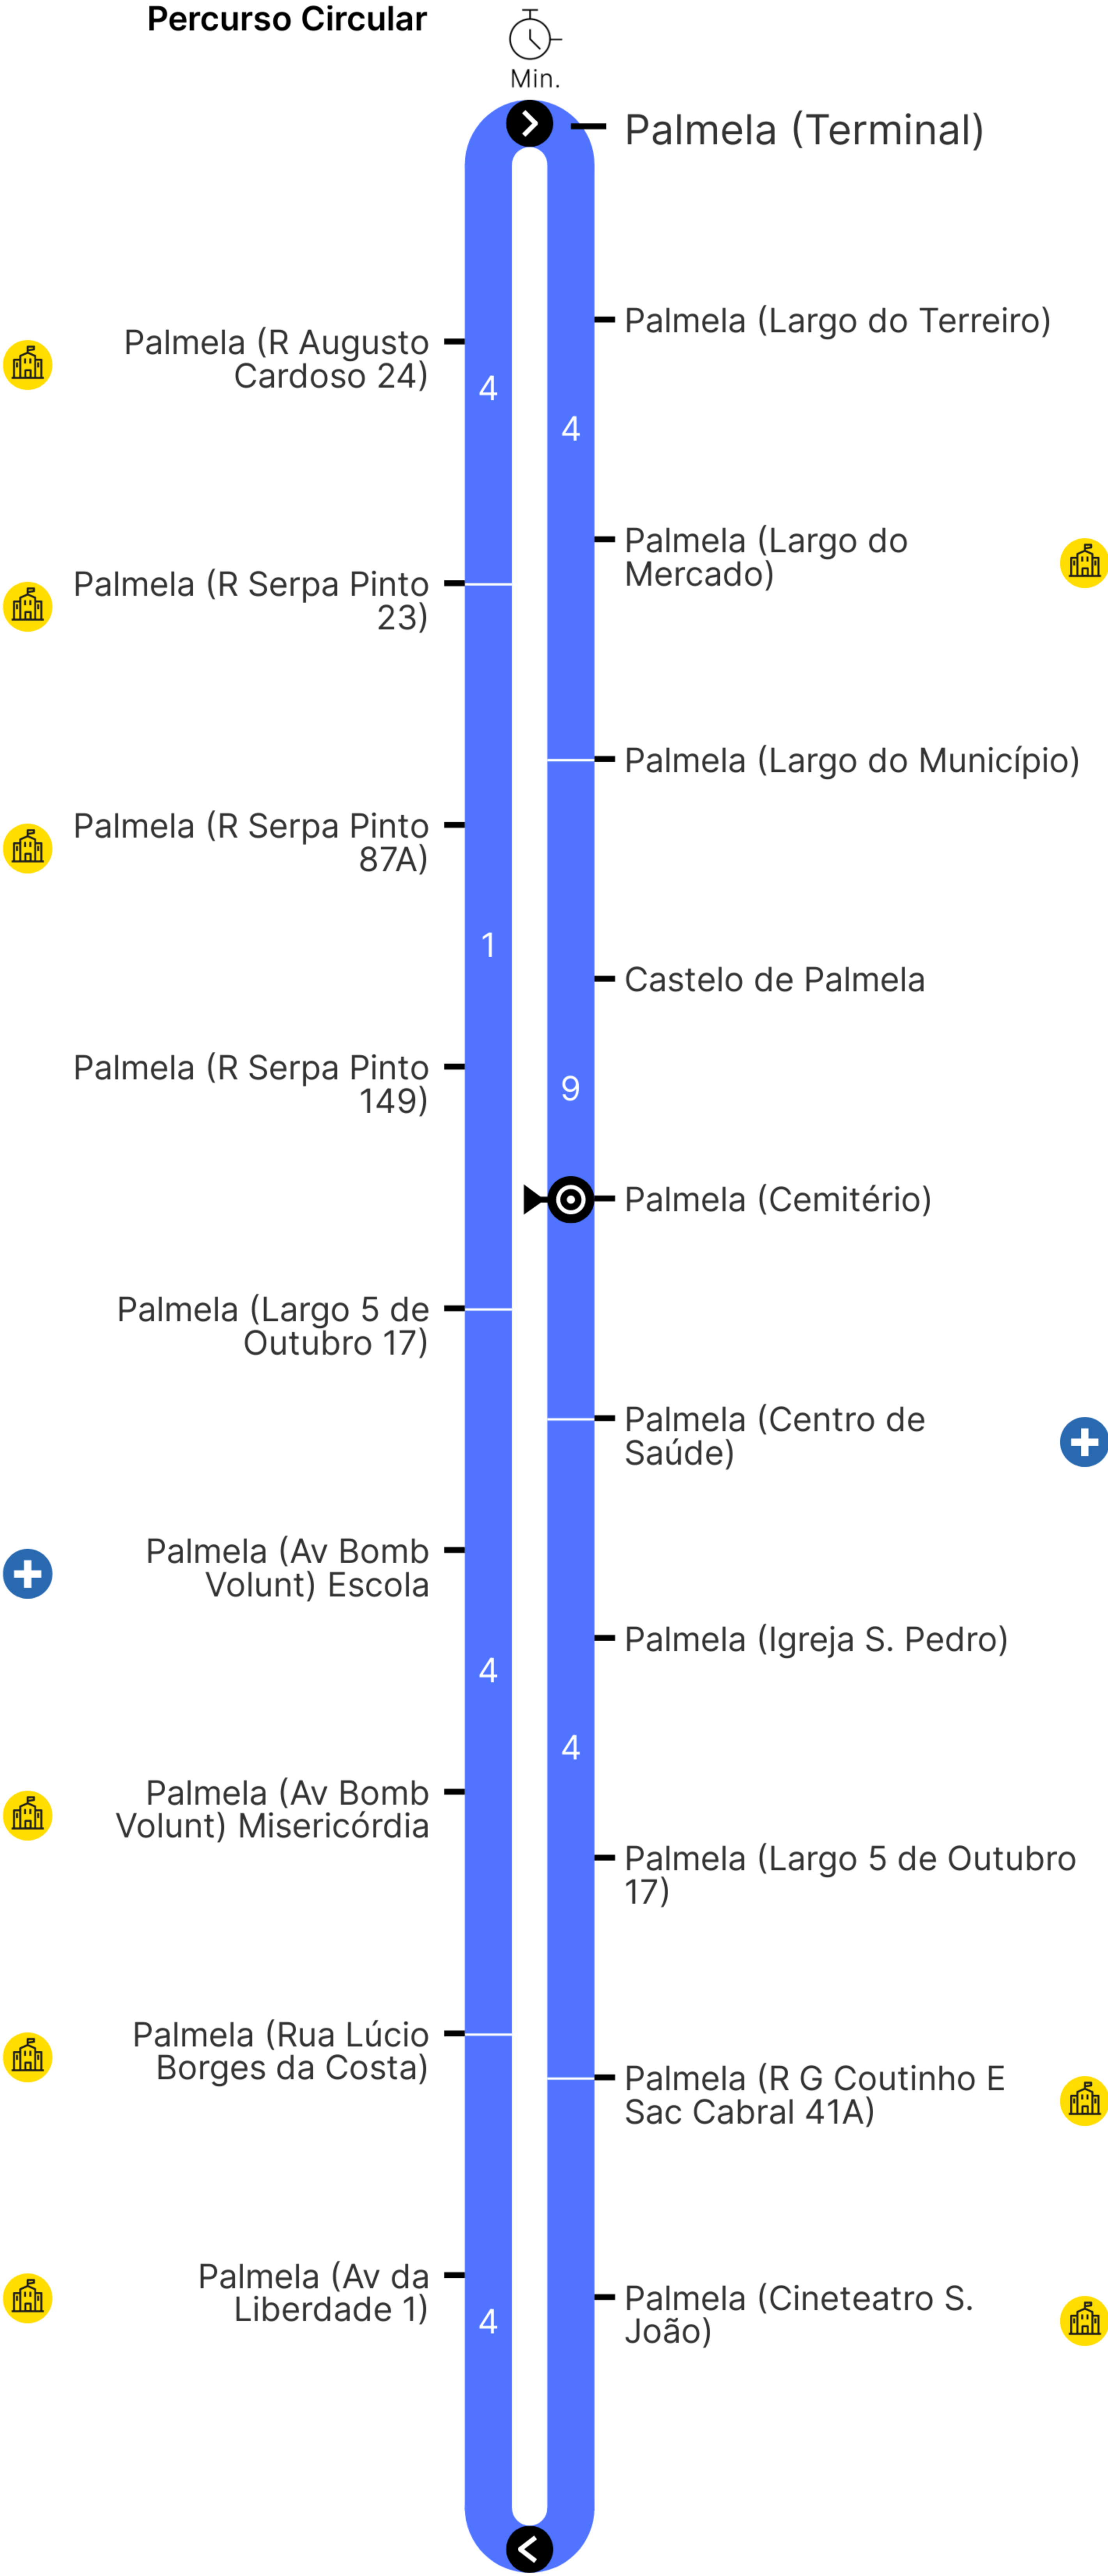 Percurso Circular
Min.
Palmela (Terminal)
Palmela (Largo do Terreiro)
Palmela (R Augusto
Cardoso 24)
4
4
Palmela (Largo do
Mercado)
Palmela (R Serpa Pinto
23)
Palmela (Largo do Município)
Palmela (R Serpa Pinto
87A)
1
Castelo de Palmela
Palmela (R Serpa Pinto
149)
9
Palmela (Cemitério)
Palmela (Largo 5 de
Outubro 17)
Palmela (Centro de
Saúde)
Palmela (Av Bomb
Volunt) Escola
Palmela (Igreja S. Pedro)
4
4
Palmela (Av Bomb
Volunt) Misericórdia
Palmela (Largo 5 de Outubro
17)
Palmela (Rua Lúcio
Borges da Costa)
Palmela (R G Coutinho E
Sac Cabral 41A)
Palmela (Av da
Liberdade 1)
Palmela (Cineteatro S.
João)
4